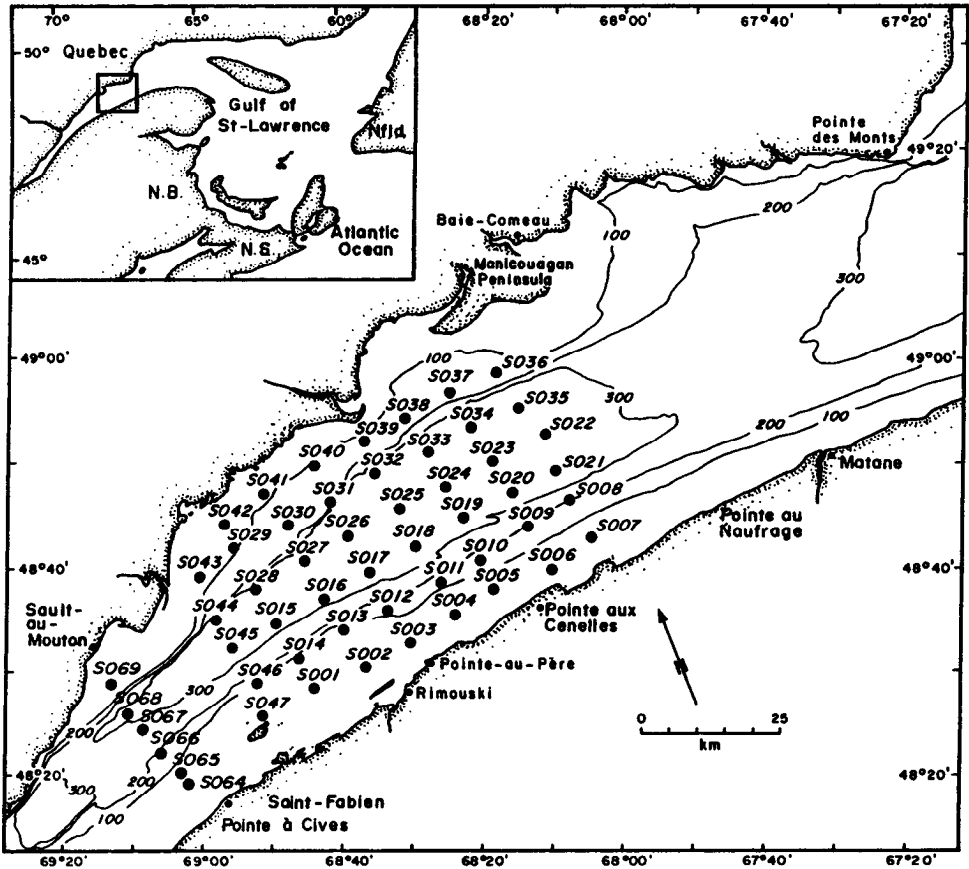 70°
65°
60°
50°
Quebec
Gulf of
St-Lawrence
Nfld.
N.B.
N.S.
Atlantic
Ocean
45°
68°20'
68°00'
67°40'
67°20'
Pointe
des Monts
49°20'
Baie-Comeau
Manicouagan
Peninsula
100
200
300
49°00'
49°00'
100
S036
S037
S035
S038
S034
300
S022
S039
S033
200
100
S040
S032
S023
Matane
S041
S024
S020
S021
S031
S025
S019
S008
S042
S030
S026
S018
S009
S007
Pointe au
Naufrage
S029
S043
S027
S017
S010
S006
48°40'
48°40'
S028
S016
S011
S005
Sault-
au-
Mouton
S044
S015
S013
S012
S004
Pointe aux
Cenelles
S045
S014
S003
S002
Pointe-au-Père
S069
S046
S001
Rimouski
300
S068
S047
S067
200
S066
0
25
km
S065
48°20'
48°20'
300
200
S064
100
Saint-Fabien
Pointe à Cives
69°20'
69°00'
68°40'
68°20'
68°00'
67°40'
67°20'